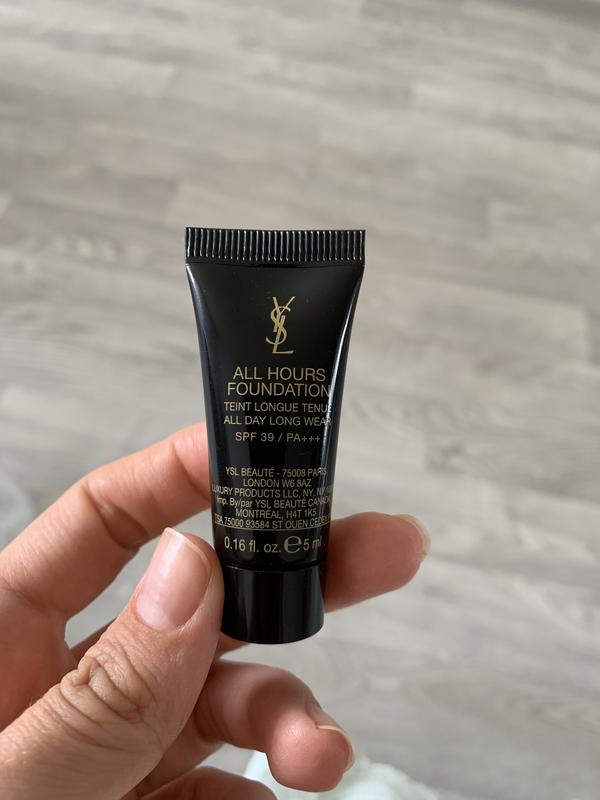 YSL
ALL HOURS
FOUNDATION
TEINT LONGUE TENUE
ALL DAY LONG WEAR
SPF 39 / PA+++
YSL BEAUTÉ - 75008 PARIS
LONDON W6 8AZ
LUXURY PRODUCTS LLC, NY, NY
Imp. By/par YSL BEAUTÉ CANADA
MONTRÉAL, H4T 1K5
TSA 75000 93584 ST OUEN CEDEX
0.16 fl. oz. ℮ 5 ml